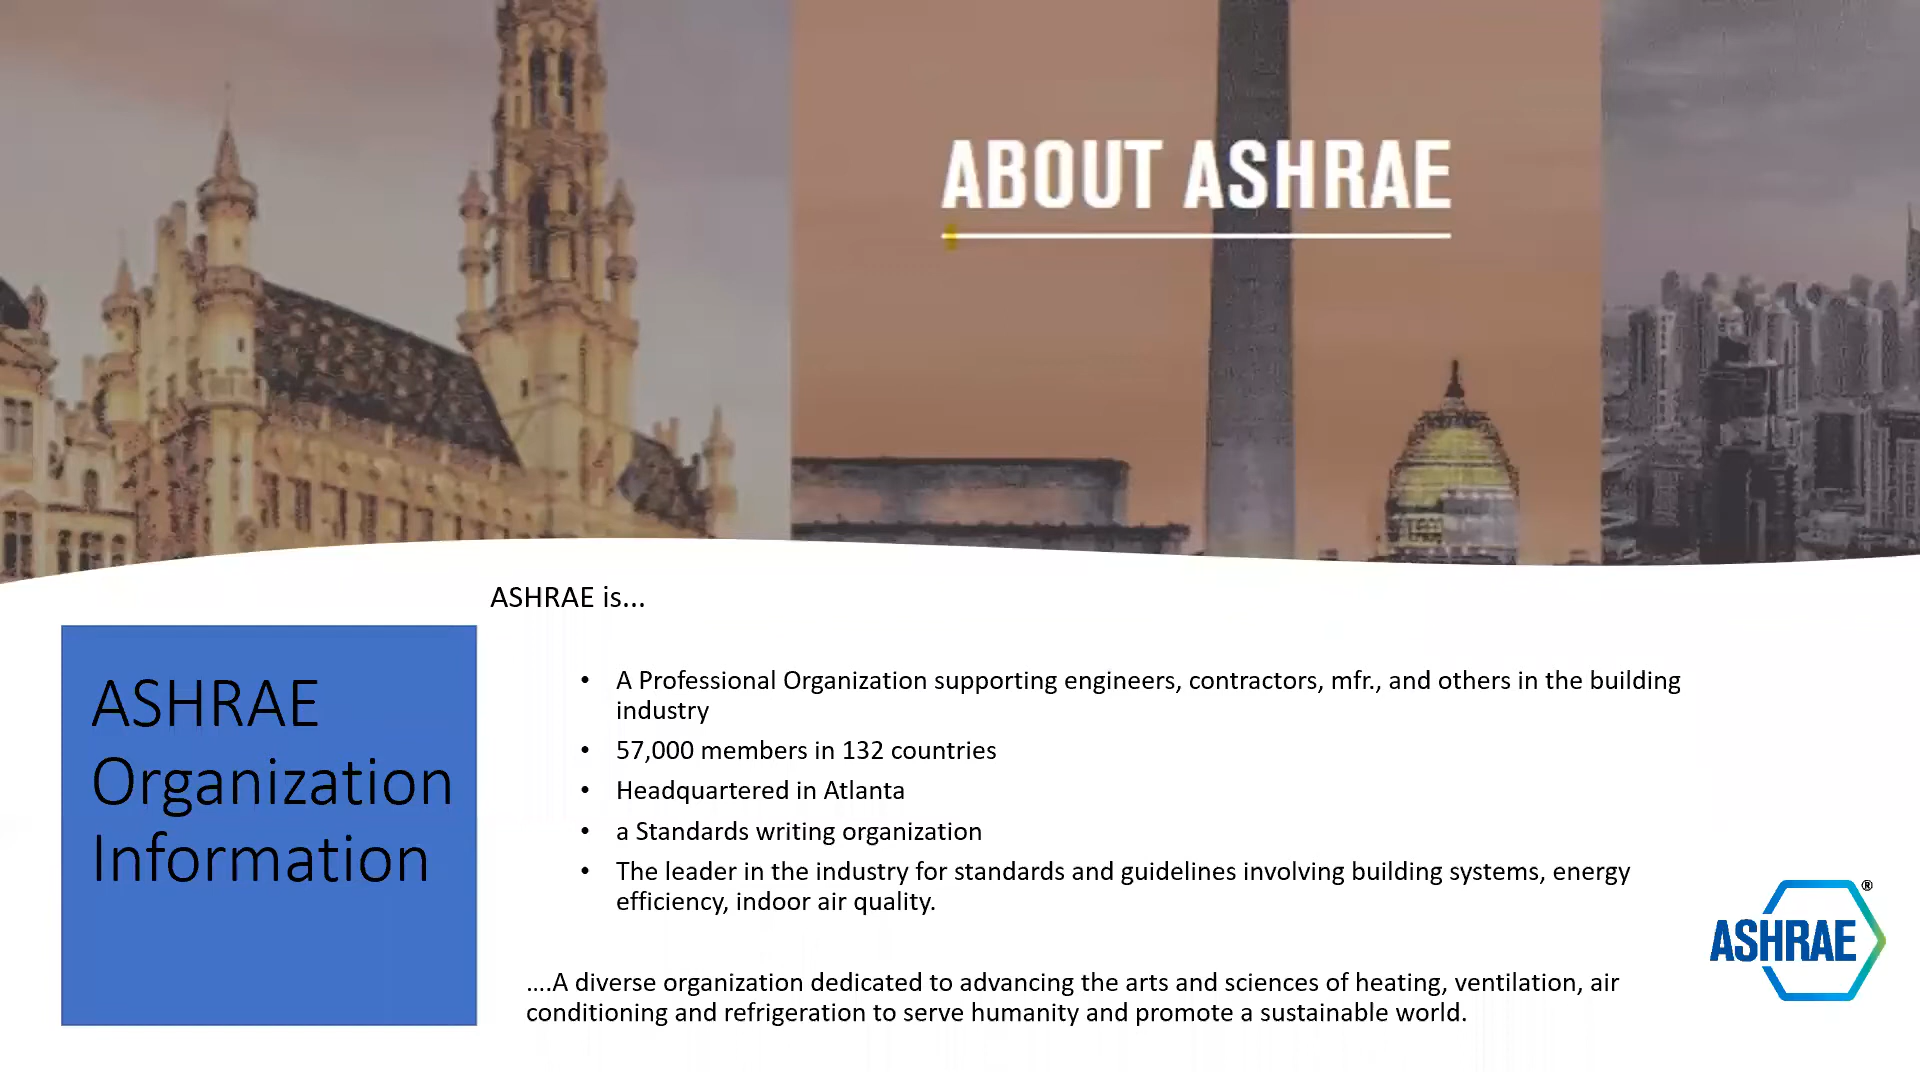 ABOUT ASHRAE
ASHRAE is...
ASHRAE
Organization
Information
• A Professional Organization supporting engineers, contractors, mfr., and others in the building
industry
• 57,000 members in 132 countries
• Headquartered in Atlanta
• a Standards writing organization
• The leader in the industry for standards and guidelines involving building systems, energy
efficiency, indoor air quality.
....A diverse organization dedicated to advancing the arts and sciences of heating, ventilation, air
conditioning and refrigeration to serve humanity and promote a sustainable world.
ASHRAE®